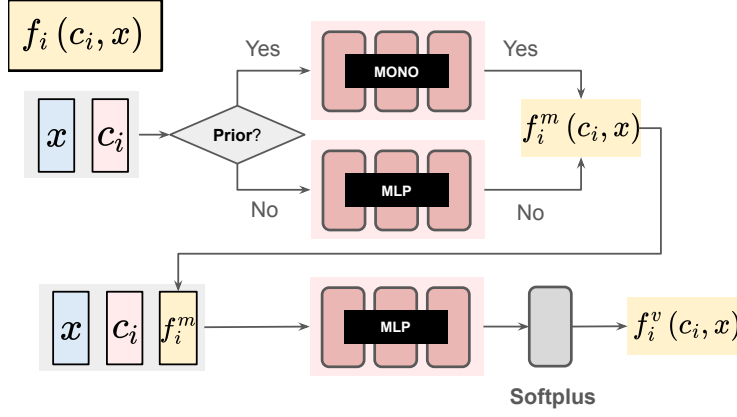 f_i (c_i, x)
Yes
MONO
Yes
x
c_i
Prior?
f_i^m (c_i, x)
MLP
No
No
x
c_i
f_i^m
MLP
f_i^v (c_i, x)
Softplus